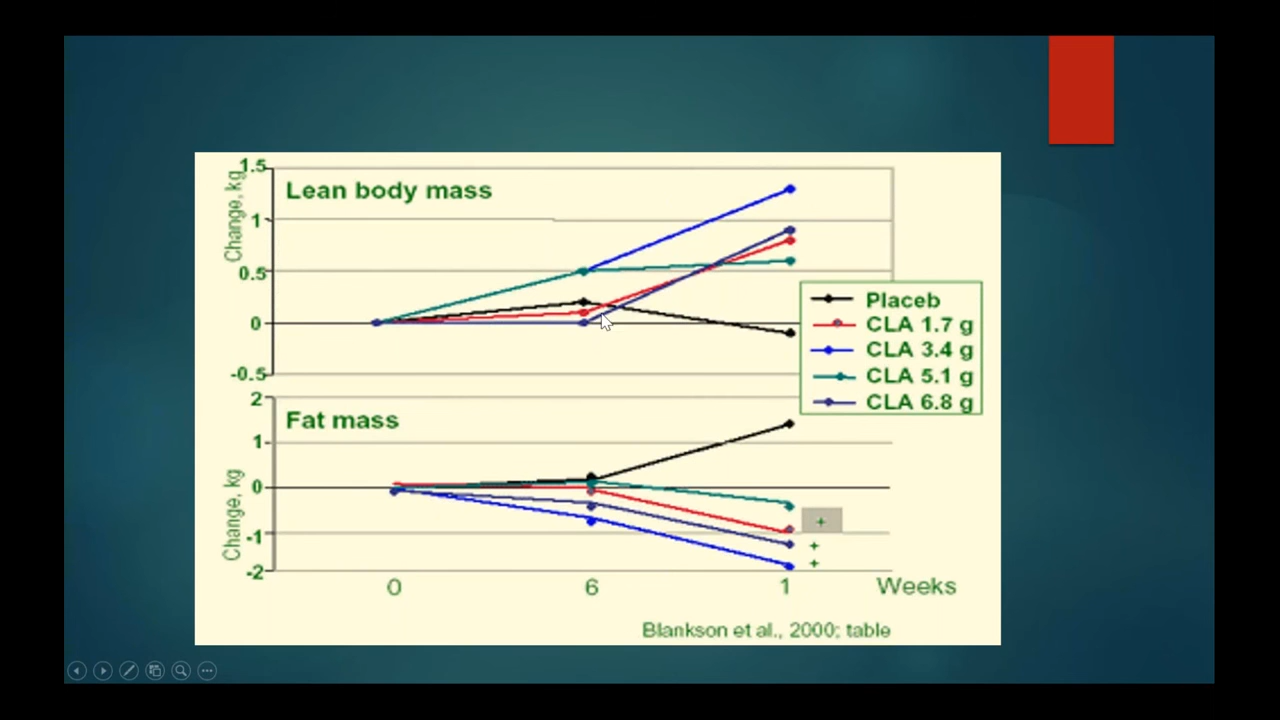 1.5
Change, kg
Lean body mass
1
0.5
0
-0.5
Placeb
CLA 1.7 g
CLA 3.4 g
CLA 5.1 g
CLA 6.8 g
2
Fat mass
1
0
Change, kg
-1
-2
0 6 1 Weeks
Blankson et al., 2000; table